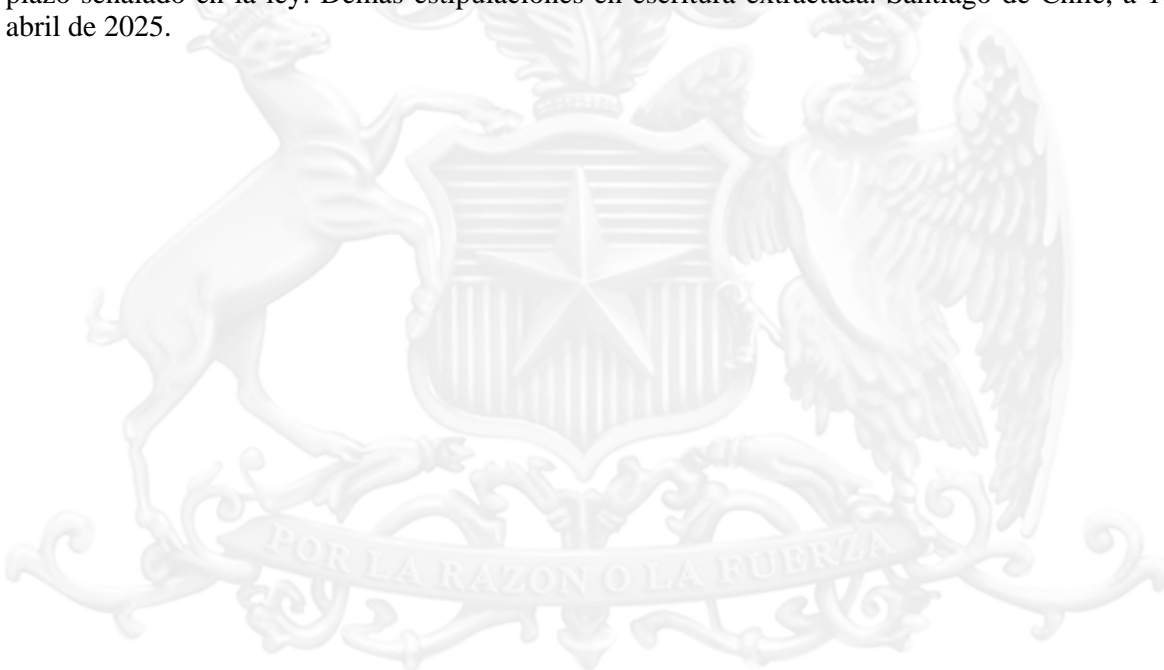 plazo señalado en la ley. Demás estipulaciones en escritura extractada. Santiago de Chile, a 1
abril de 2025.
POR LA RAZON O LA FUERZA